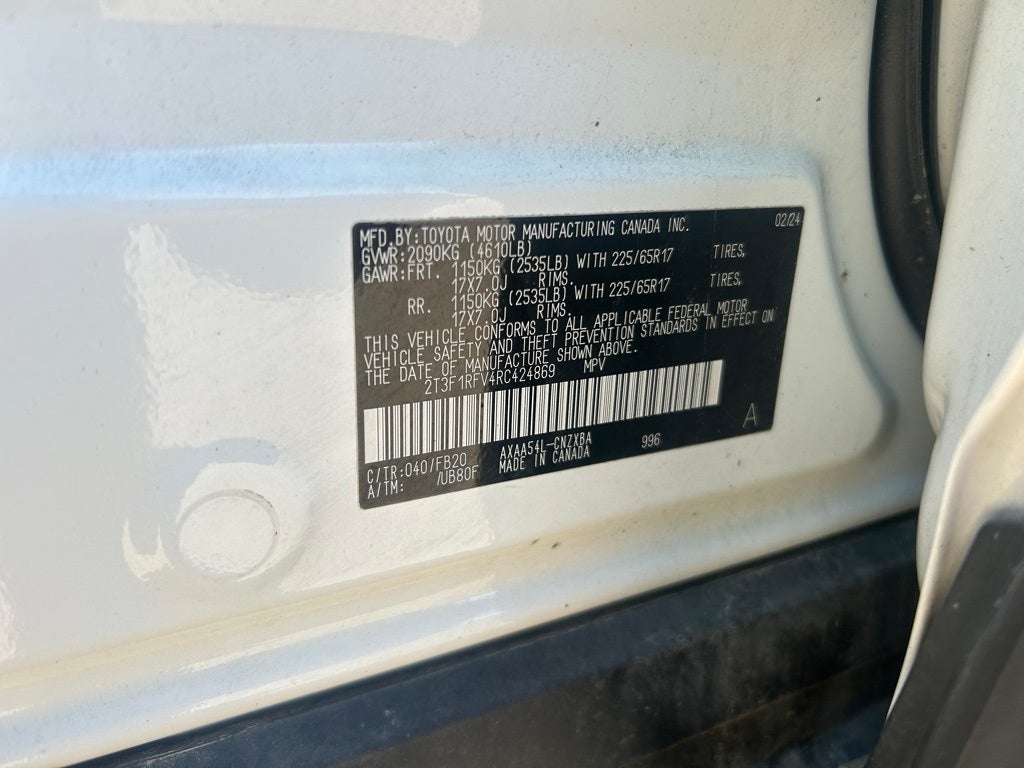 MFD.BY:TOYOTA MOTOR MANUFACTURING CANADA INC. 02/24
GVWR:2090KG (4610LB)
GAWR:FRT. 1150KG (2535LB) WITH 225/65R17 TIRES,
17X7.0J RIMS.
RR. 1150KG (2535LB) WITH 225/65R17 TIRES,
17X7.0J RIMS.
THIS VEHICLE CONFORMS TO ALL APPLICABLE FEDERAL MOTOR
VEHICLE SAFETY AND THEFT PREVENTION STANDARDS IN EFFECT ON
THE DATE OF MANUFACTURE SHOWN ABOVE.
2T3F1RFV4RC424869 MPV
A
C/TR:040/FB20 AXAA54L-CNZXBA 996
A/TM: /UB80F MADE IN CANADA